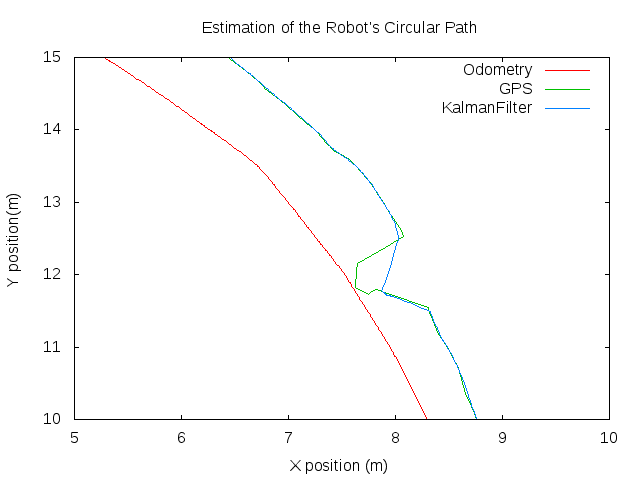 Estimation of the Robot's Circular Path
15
14
13
12
11
10
5
6
7
8
9
10
Y position(m)
X position (m)
Odometry
GPS
KalmanFilter